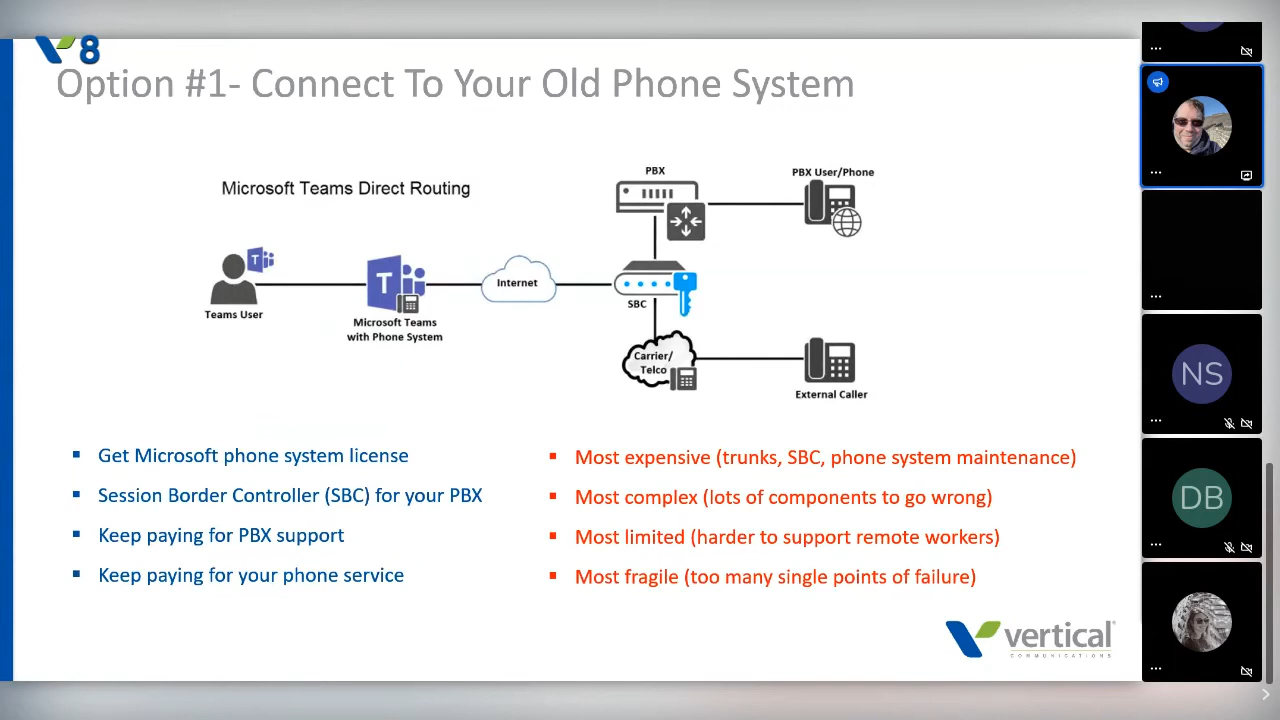 8
Option #1- Connect To Your Old Phone System
Microsoft Teams Direct Routing
PBX
PBX User/Phone
T
T
Internet
SBC
Teams User
Microsoft Teams
with Phone System
Carrier/
Telco
External Caller
Get Microsoft phone system license
Session Border Controller (SBC) for your PBX
Keep paying for PBX support
Keep paying for your phone service
Most expensive (trunks, SBC, phone system maintenance)
Most complex (lots of components to go wrong)
Most limited (harder to support remote workers)
Most fragile (too many single points of failure)
vertical®
COMMUNICATIONS
NS
DB